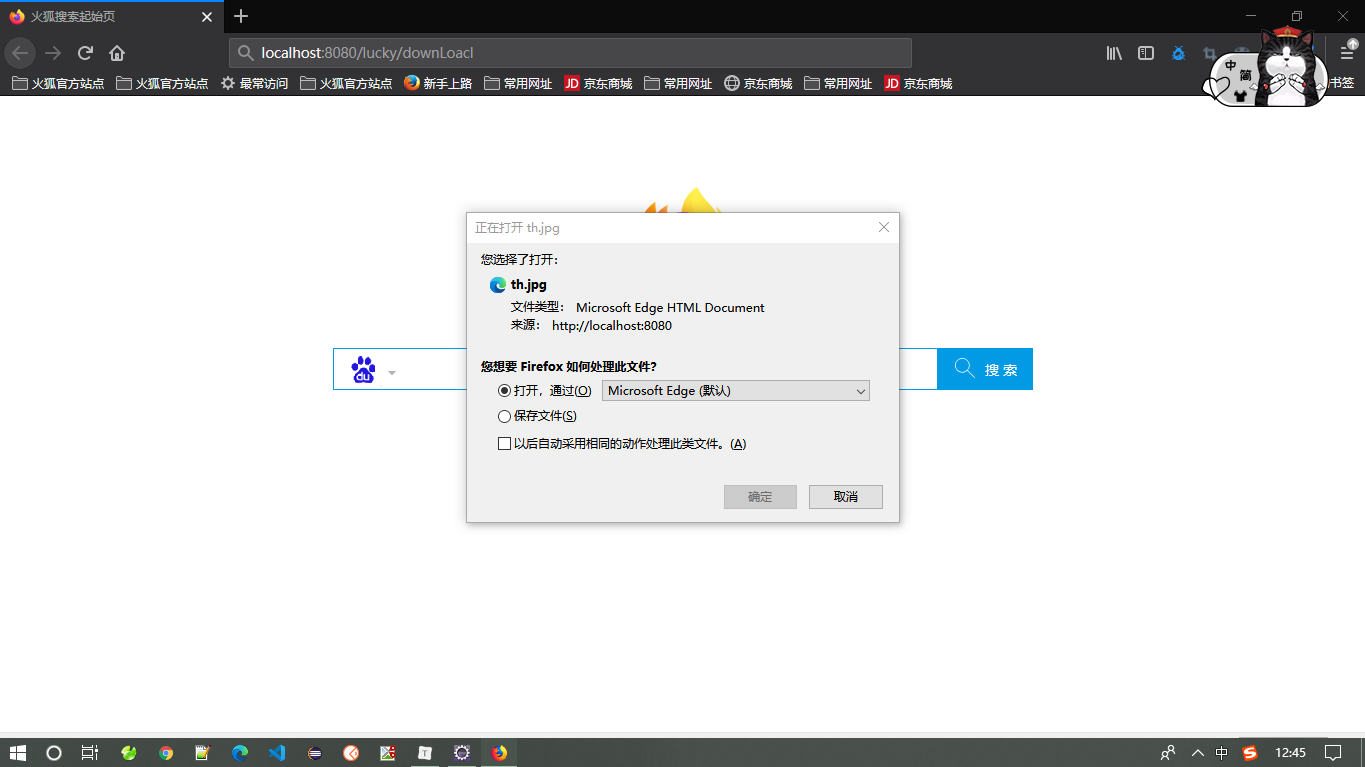 火狐搜索起始页
localhost:8080/lucky/downLoacl
火狐官方站点 火狐官方站点 最常访问 火狐官方站点 新手上路 常用网址 JD 京东商城 常用网址 京东商城 常用网址 JD 京东商城 书签
中 简
正在打开 th.jpg
您选择了打开:
th.jpg
文件类型: Microsoft Edge HTML Document
来源: http://localhost:8080
您想要 Firefox 如何处理此文件?
打开，通过(O) Microsoft Edge (默认)
保存文件(S)
以后自动采用相同的动作处理此类文件。(A)
确定 取消
du 搜索
T 中 S 12:45